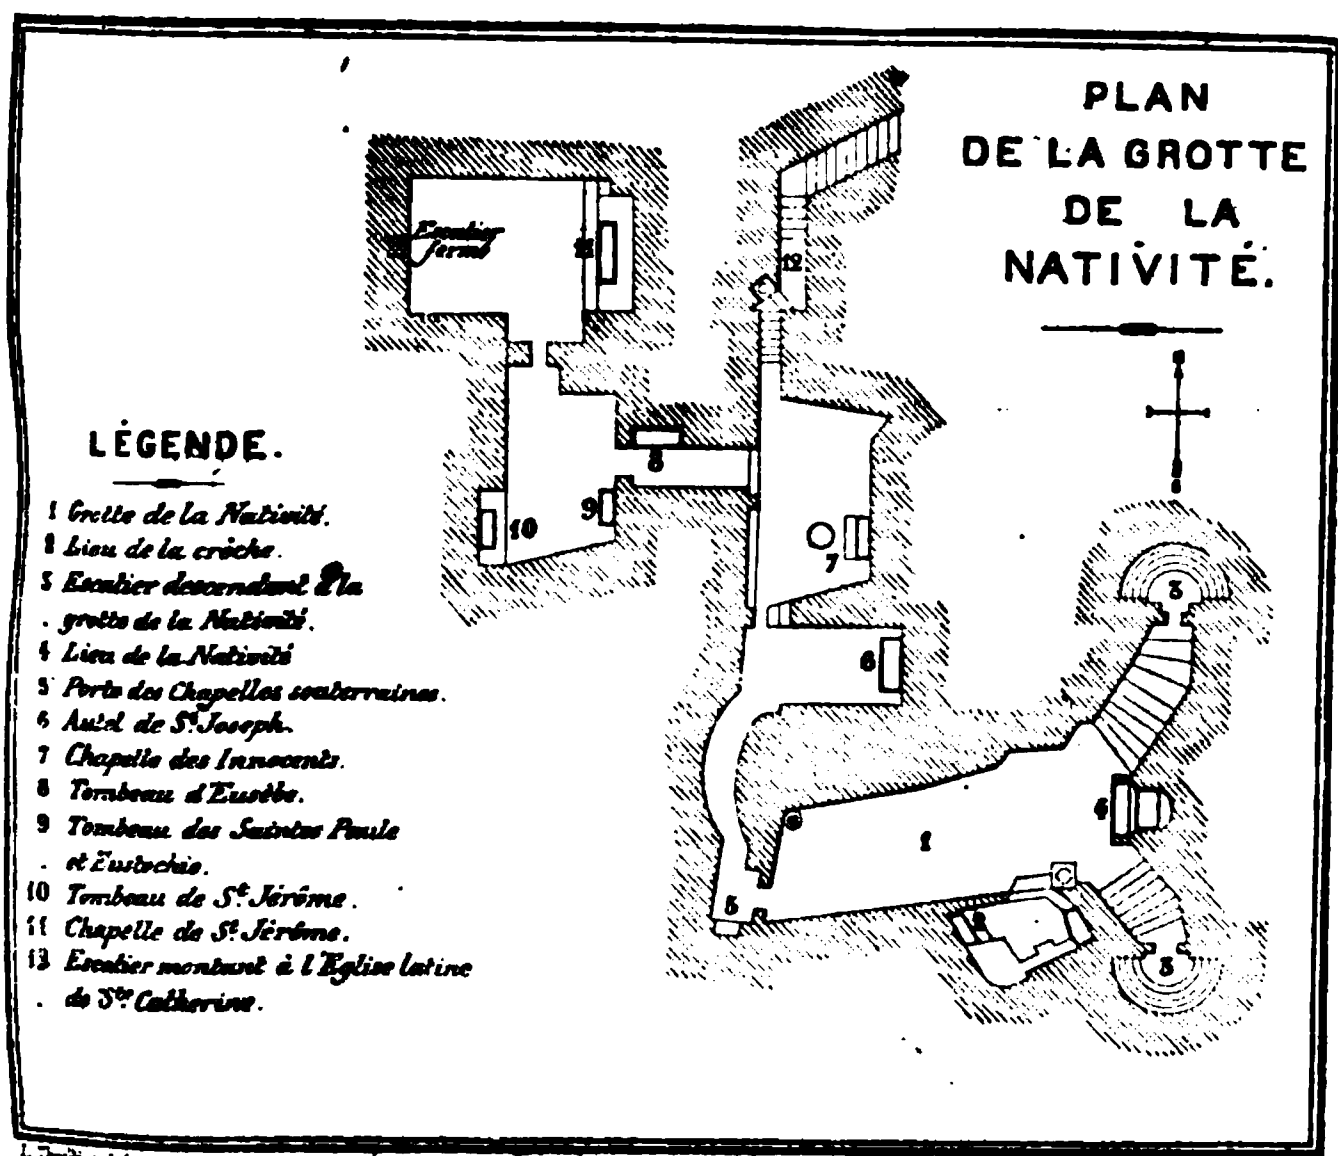 PLAN
DE LA GROTTE
DE LA
NATIVITÉ.
N
S
Escalier
fermé
11
12
8
9
10
7
6
3
4
1
5
2
3
LÉGENDE.
1 Grotte de la Nativité.
2 Lieu de la crèche.
3 Escalier descendant à la
grotte de la Nativité.
4 Lieu de la Nativité
5 Porte des Chapelles souterraines.
6 Autel de St. Joseph.
7 Chapelle des Innocents.
8 Tombeau d'Eusèbe.
9 Tombeau des Saintes Paule
et Eustochie.
10 Tombeau de St. Jérôme.
11 Chapelle de St. Jérôme.
12 Escalier montant à l'Eglise latine
de Ste Catherine.